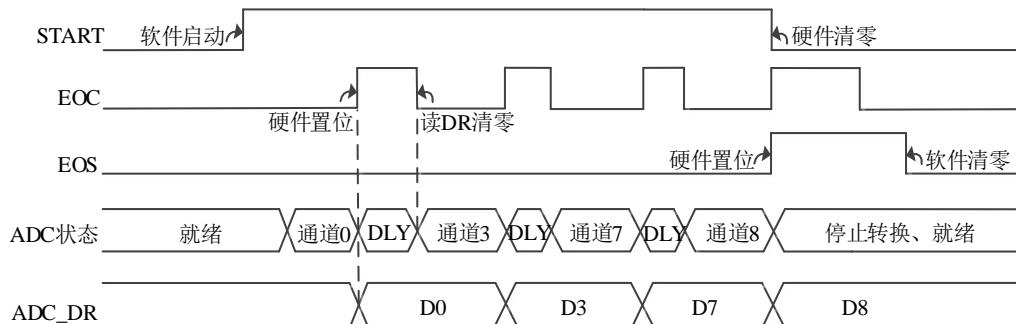 START 软件启动 硬件清零
EOC
硬件置位 读DR清零
EOS 硬件置位 软件清零
ADC状态 就绪 通道0 DLY 通道3 DLY 通道7 DLY 通道8 停止转换、就绪
ADC_DR D0 D3 D7 D8